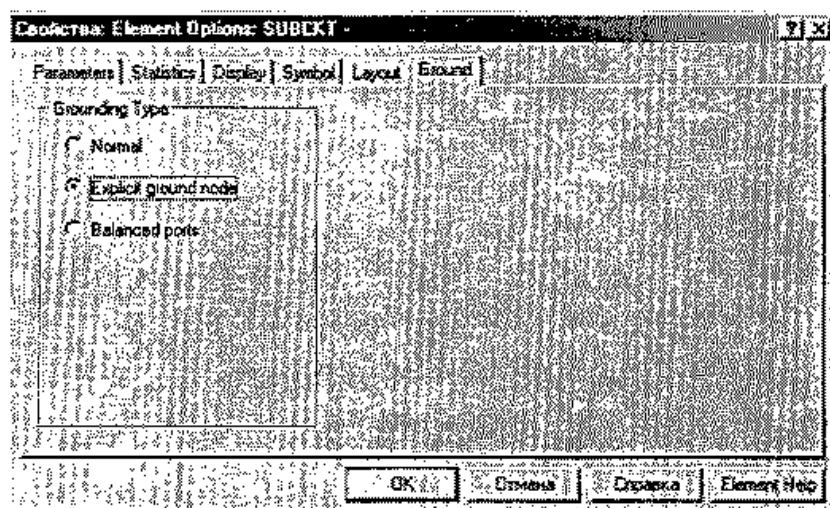 Свойства: Element Options: SUBCKT -
Parameters Statistics Display Symbol Layout Ground
Grounding Type
Normal
Explicit ground node
Balanced ports
OK Отмена Справка Element Help